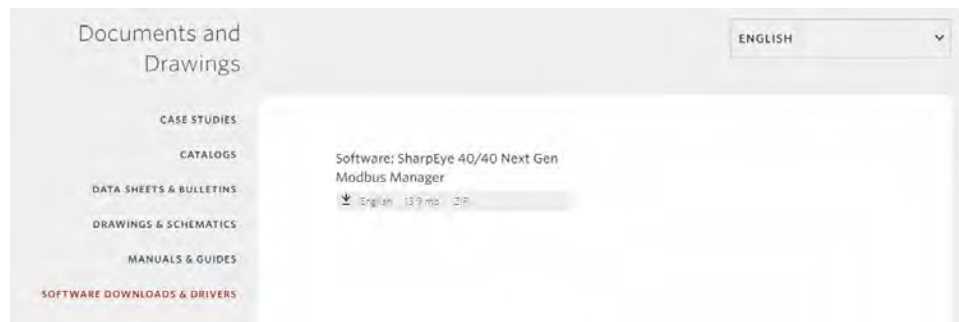 Documents and
Drawings
ENGLISH
CASE STUDIES
CATALOGS
DATA SHEETS & BULLETINS
DRAWINGS & SCHEMATICS
MANUALS & GUIDES
SOFTWARE DOWNLOADS & DRIVERS
Software: SharpEye 40/40 Next Gen
Modbus Manager
English mb ZIP